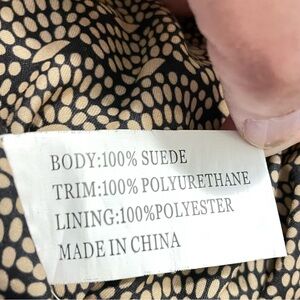 BODY:100% SUEDE
TRIM:100% POLYURETHANE
LINING:100%POLYESTER
MADE IN CHINA